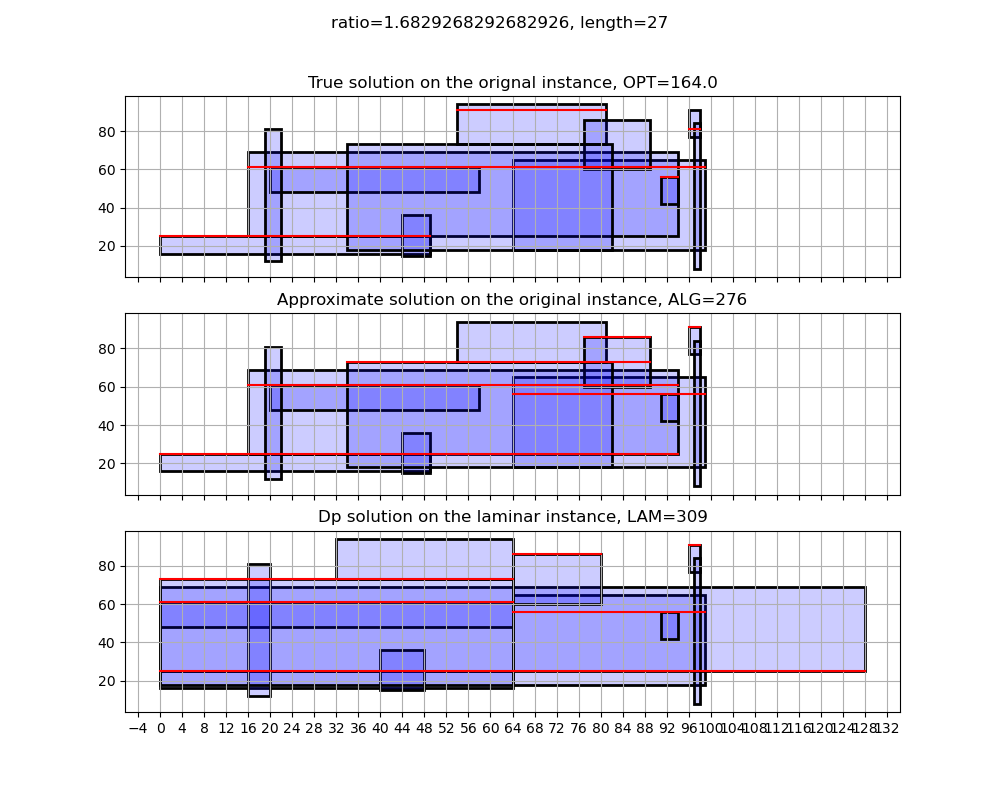 ratio=1.6829268292682926, length=27
True solution on the orignal instance, OPT=164.0
80
60
40
20
Approximate solution on the original instance, ALG=276
80
60
40
20
Dp solution on the laminar instance, LAM=309
80
60
40
20
−4 0 4 8 12 16 20 24 28 32 36 40 44 48 52 56 60 64 68 72 76 80 84 88 92 96 100 104 108 112 116 120 124 128 132